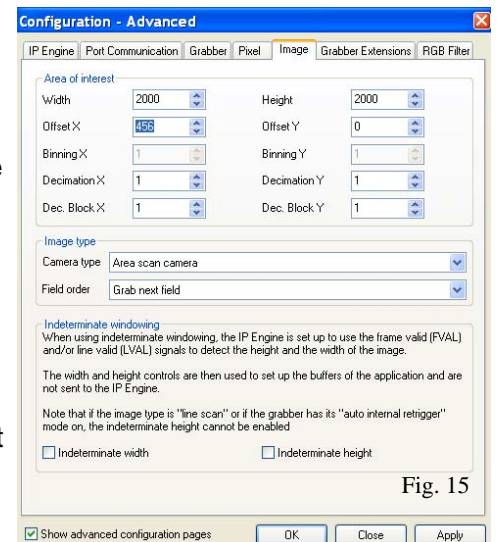 Configuration - Advanced
IP Engine Port Communication Grabber Pixel Image Grabber Extensions RGB Filter
Area of interest
Width 2000 Height 2000
Offset X 456 Offset Y 0
Binning X 1 Binning Y 1
Decimation X 1 Decimation Y 1
Dec. Block X 1 Dec. Block Y 1
Image type
Camera type Area scan camera
Field order Grab next field
Indeterminate windowing
When using indeterminate windowing, the IP Engine is set up to use the frame valid (FVAL)
and/or line valid (LVAL) signals to detect the height and the width of the image.
The width and height controls are then used to set up the buffers of the application and are
not sent to the IP Engine.
Note that if the image type is "line scan" or if the grabber has its "auto internal retrigger"
mode on, the indeterminate height cannot be enabled
Indeterminate width Indeterminate height
Fig. 15
Show advanced configuration pages OK Close Apply